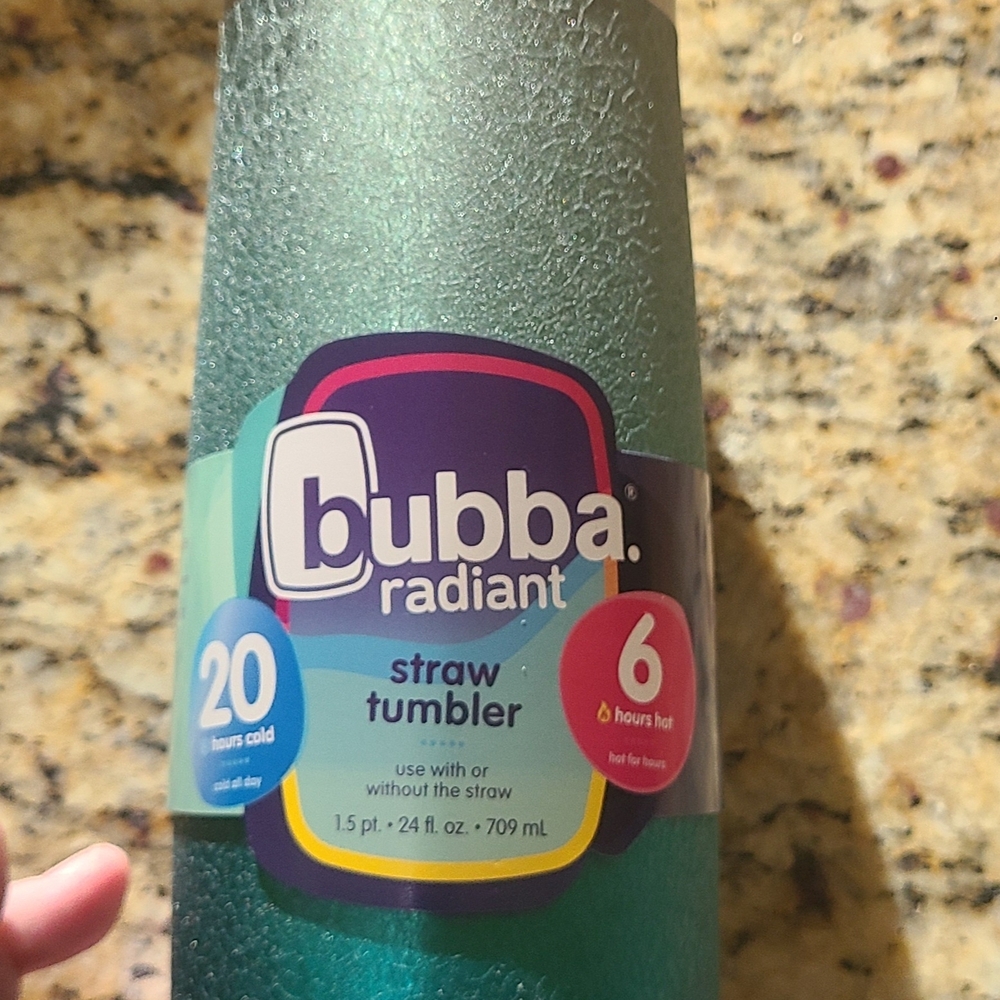 bubba.®
radiant
straw
tumbler
use with or
without the straw
1.5 pt. • 24 fl. oz. • 709 mL
20
hours cold
cold all day
6
hours hot
hot for hours